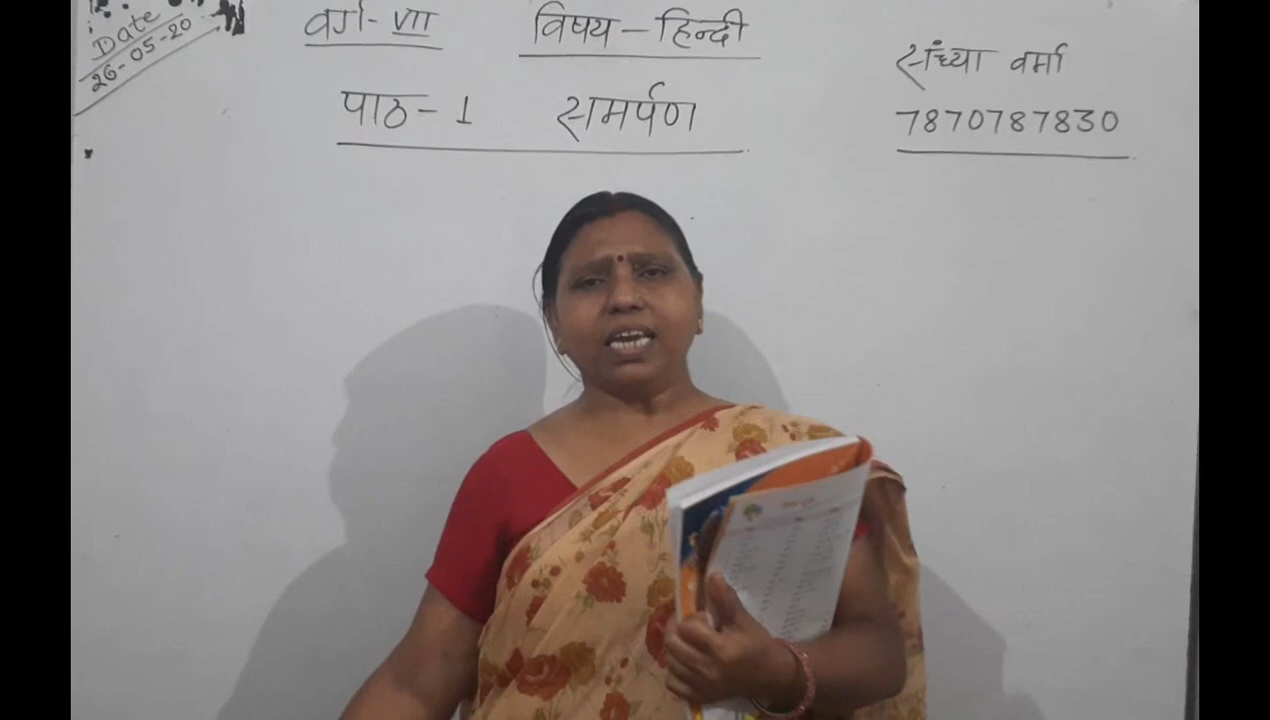 Date
26-05-20
वर्ग- VII विषय - हिन्दी
पाठ - 1 समर्पण
संध्या वर्मा
7870787830